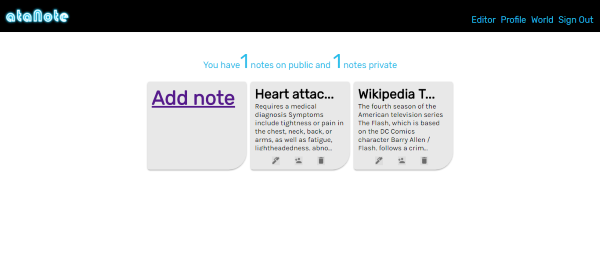 ataNote
Editor Profile World Sign Out
You have 1 notes on public and 1 notes private
Add note
Heart attac...
Requires a medical
diagnosis Symptoms
include tightness or pain in
the chest, neck, back, or
arms, as well as fatigue,
lightheadedness, abno...
Wikipedia T...
The fourth season of the
American television series
The Flash, which is based
on the DC Comics
character Barry Allen /
Flash, follows a crim...